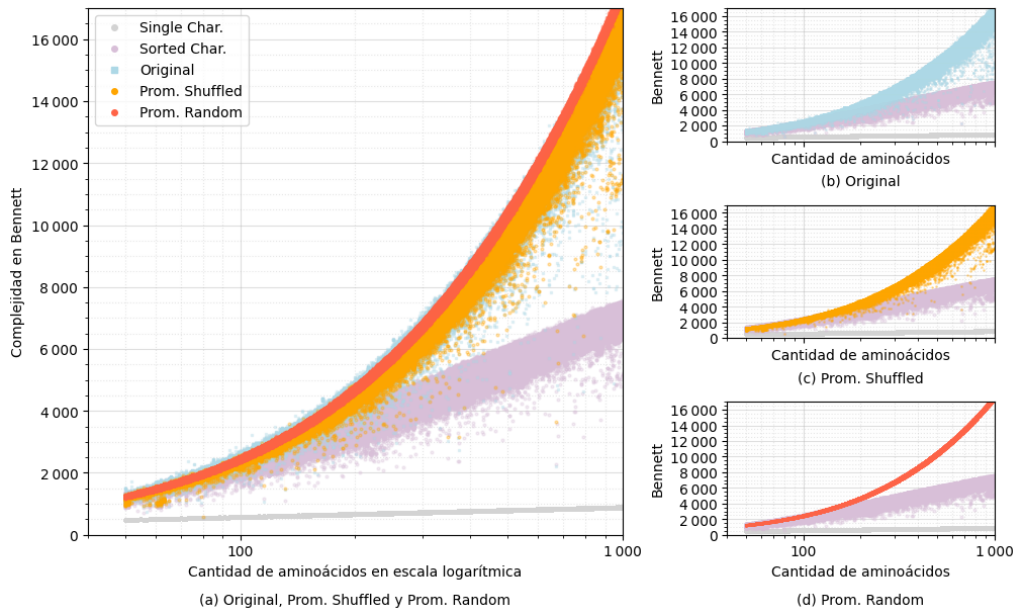 Single Char.
Sorted Char.
Original
Prom. Shuffled
Prom. Random
16 000
14 000
12 000
10 000
8 000
6 000
4 000
2 000
0
Complejidad en Bennett
100
1 000
Cantidad de aminoácidos en escala logarítmica
(a) Original, Prom. Shuffled y Prom. Random
16 000
14 000
12 000
10 000
8 000
6 000
4 000
2 000
0
Bennett
100
1 000
Cantidad de aminoácidos
(b) Original
16 000
14 000
12 000
10 000
8 000
6 000
4 000
2 000
0
Bennett
100
1 000
Cantidad de aminoácidos
(c) Prom. Shuffled
16 000
14 000
12 000
10 000
8 000
6 000
4 000
2 000
0
Bennett
100
1 000
Cantidad de aminoácidos
(d) Prom. Random